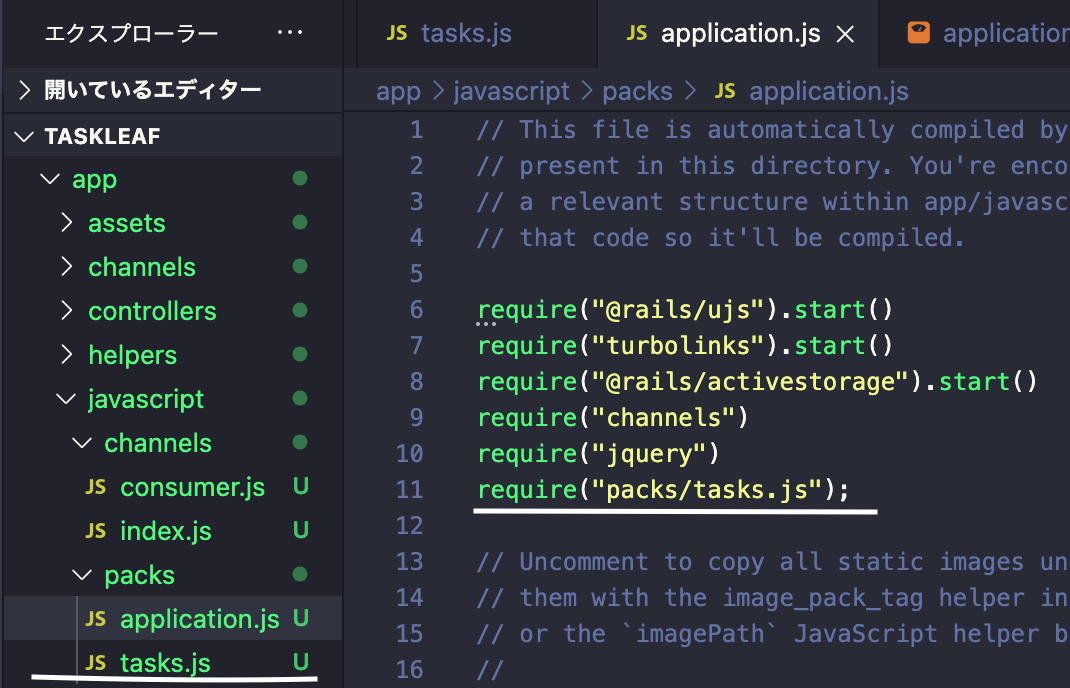 エクスプローラー ...
開いているエディター
TASKLEAF
app
assets
channels
controllers
helpers
javascript
channels
JS consumer.js U
JS index.js U
packs
JS application.js U
JS tasks.js U
JS tasks.js
JS application.js ×
application
app > javascript > packs > JS application.js
1 // This file is automatically compiled by
2 // present in this directory. You're enco
3 // a relevant structure within app/javasc
4 // that code so it'll be compiled.
5
6 require("@rails/ujs").start()
7 require("turbolinks").start()
8 require("@rails/activestorage").start()
9 require("channels")
10 require("jquery")
11 require("packs/tasks.js");
12
13 // Uncomment to copy all static images un
14 // them with the image_pack_tag helper in
15 // or the `imagePath` JavaScript helper b
16 //